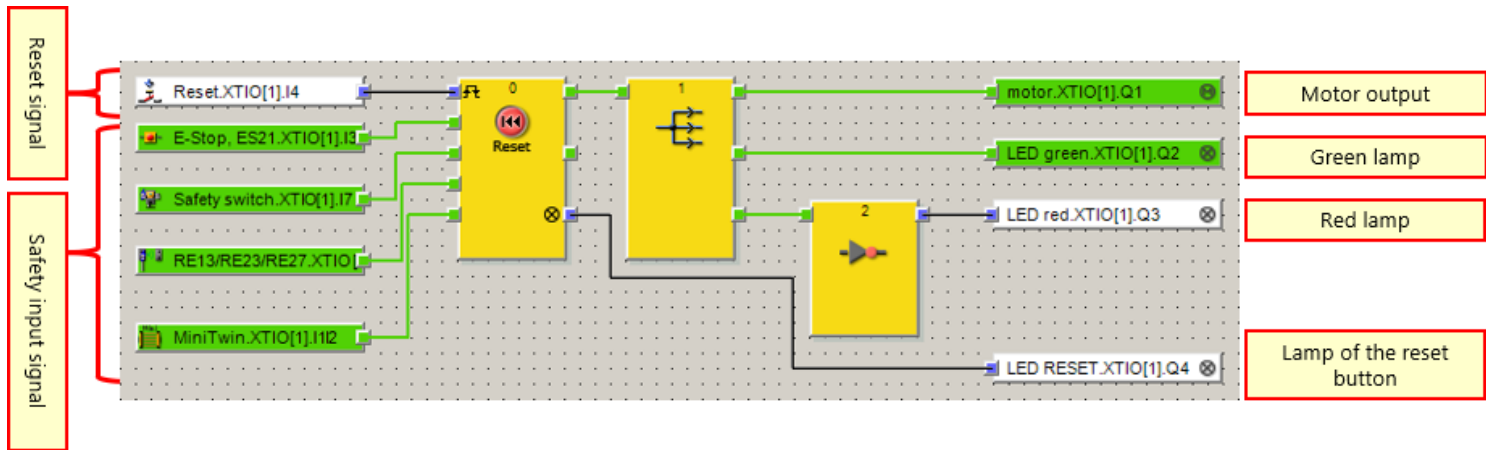 Reset signal
Safety input signal
Reset.XTIO[1].I4
E-Stop, ES21.XTIO[1].I3
Safety switch.XTIO[1].I7
RE13/RE23/RE27.XTIO[
MiniTwin.XTIO[1].I1I2
0
Reset
1
2
motor.XTIO[1].Q1
LED green.XTIO[1].Q2
LED red.XTIO[1].Q3
LED RESET.XTIO[1].Q4
Motor output
Green lamp
Red lamp
Lamp of the reset
button